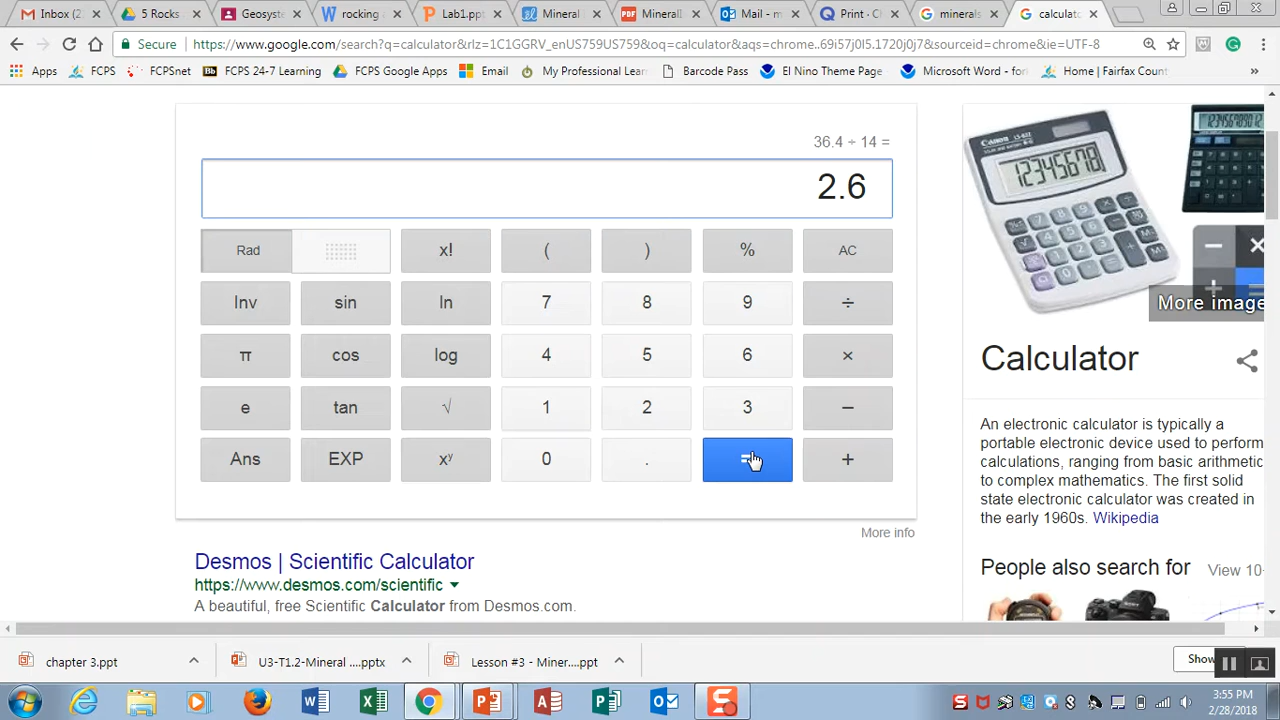 Inbox (2.
5 Rocks
Geosyste
rocking
Lab1.ppt
Mineral
Minerall
Outlook.c
Print - Ch
minerals
calculator
Secure
https://www.google.com/search?q=calculator&rlz=1C1GGRV_enUS759US759&oq=calculator&aqs=chrome..69i57j0l5.1720j0j7&sourceid=chrome&ie=UTF-8
Apps
FCPS
FCPSnet
FCPS 24-7 Learning
FCPS Google Apps
Email
My Professional Lear
Barcode Pass
El Nino Theme Page
Microsoft Word - for
Home | Fairfax Count
»
36.4 ÷ 14 =
2.6
Rad
x!
(
)
%
AC
Inv
sin
ln
7
8
9
÷
π
cos
log
4
5
6
×
e
tan
√
1
2
3
−
Ans
EXP
xʸ
0
.
=
+
More info
Desmos | Scientific Calculator
https://www.desmos.com/scientific
A beautiful, free Scientific Calculator from Desmos.com.
Canon
12345678
More image
Calculator
An electronic calculator is typically a
portable electronic device used to perform
calculations, ranging from basic arithmetic
to complex mathematics. The first solid
state electronic calculator was created in
the early 1960s. Wikipedia
People also search for
View 10+
chapter 3.ppt
U3-T1.2-Mineral ....pptx
Lesson #3 - Miner....ppt
Show
3:55 PM
2/28/2018